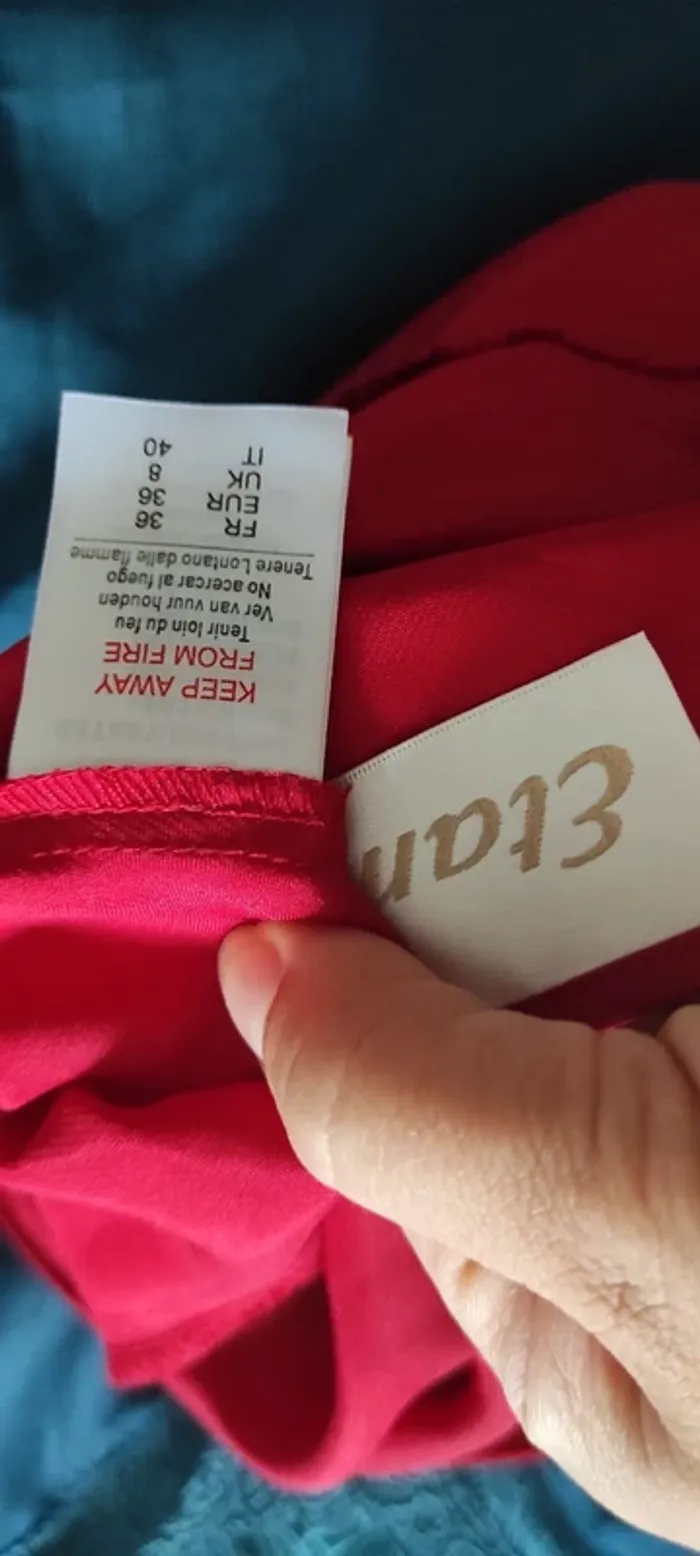 KEEP AWAY
FROM FIRE
Tenir loin du feu
Ver van vuur houden
No acercar al fuego
Tenere Lontano dalle fiamme
FR 36
EUR 36
UK 8
IT 40
Etam